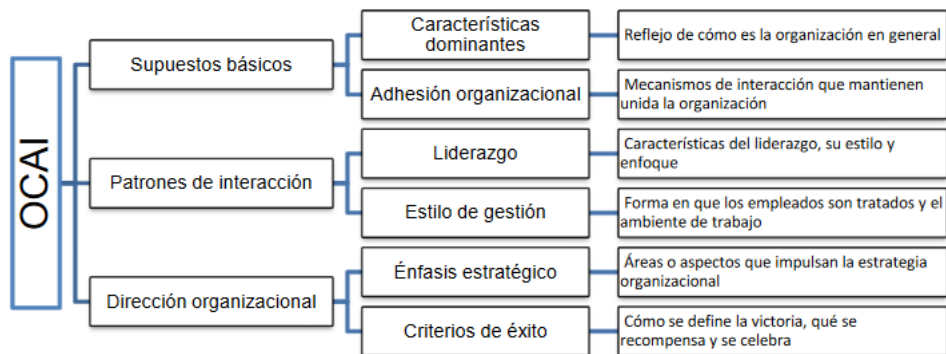 OCAI
Supuestos básicos
Características
dominantes
Reflejo de cómo es la organización en general
Adhesión organizacional
Mecanismos de interacción que mantienen
unida la organización
Patrones de interacción
Liderazgo
Características del liderazgo, su estilo y
enfoque
Estilo de gestión
Forma en que los empleados son tratados y el
ambiente de trabajo
Dirección organizacional
Énfasis estratégico
Áreas o aspectos que impulsan la estrategia
organizacional
Criterios de éxito
Cómo se define la victoria, qué se
recompensa y se celebra